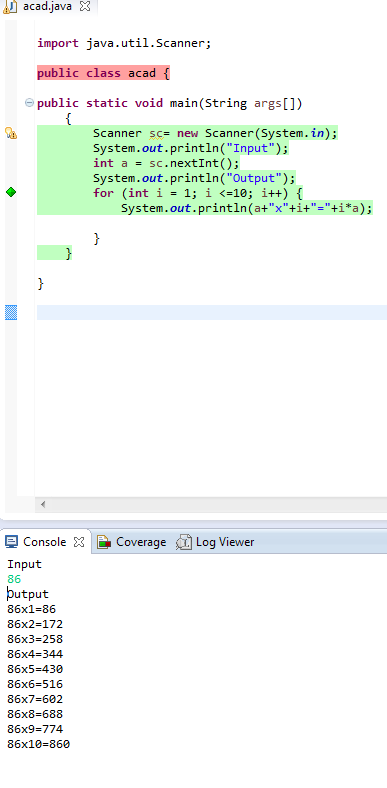 acad.java
import java.util.Scanner;
public class acad {
public static void main(String args[])
{
Scanner sc= new Scanner(System.in);
System.out.println("Input");
int a = sc.nextInt();
System.out.println("Output");
for (int i = 1; i <=10; i++) {
System.out.println(a+"x"+i+"="+i*a);
}
}
}
Console Coverage Log Viewer
Input
86
Output
86x1=86
86x2=172
86x3=258
86x4=344
86x5=430
86x6=516
86x7=602
86x8=688
86x9=774
86x10=860